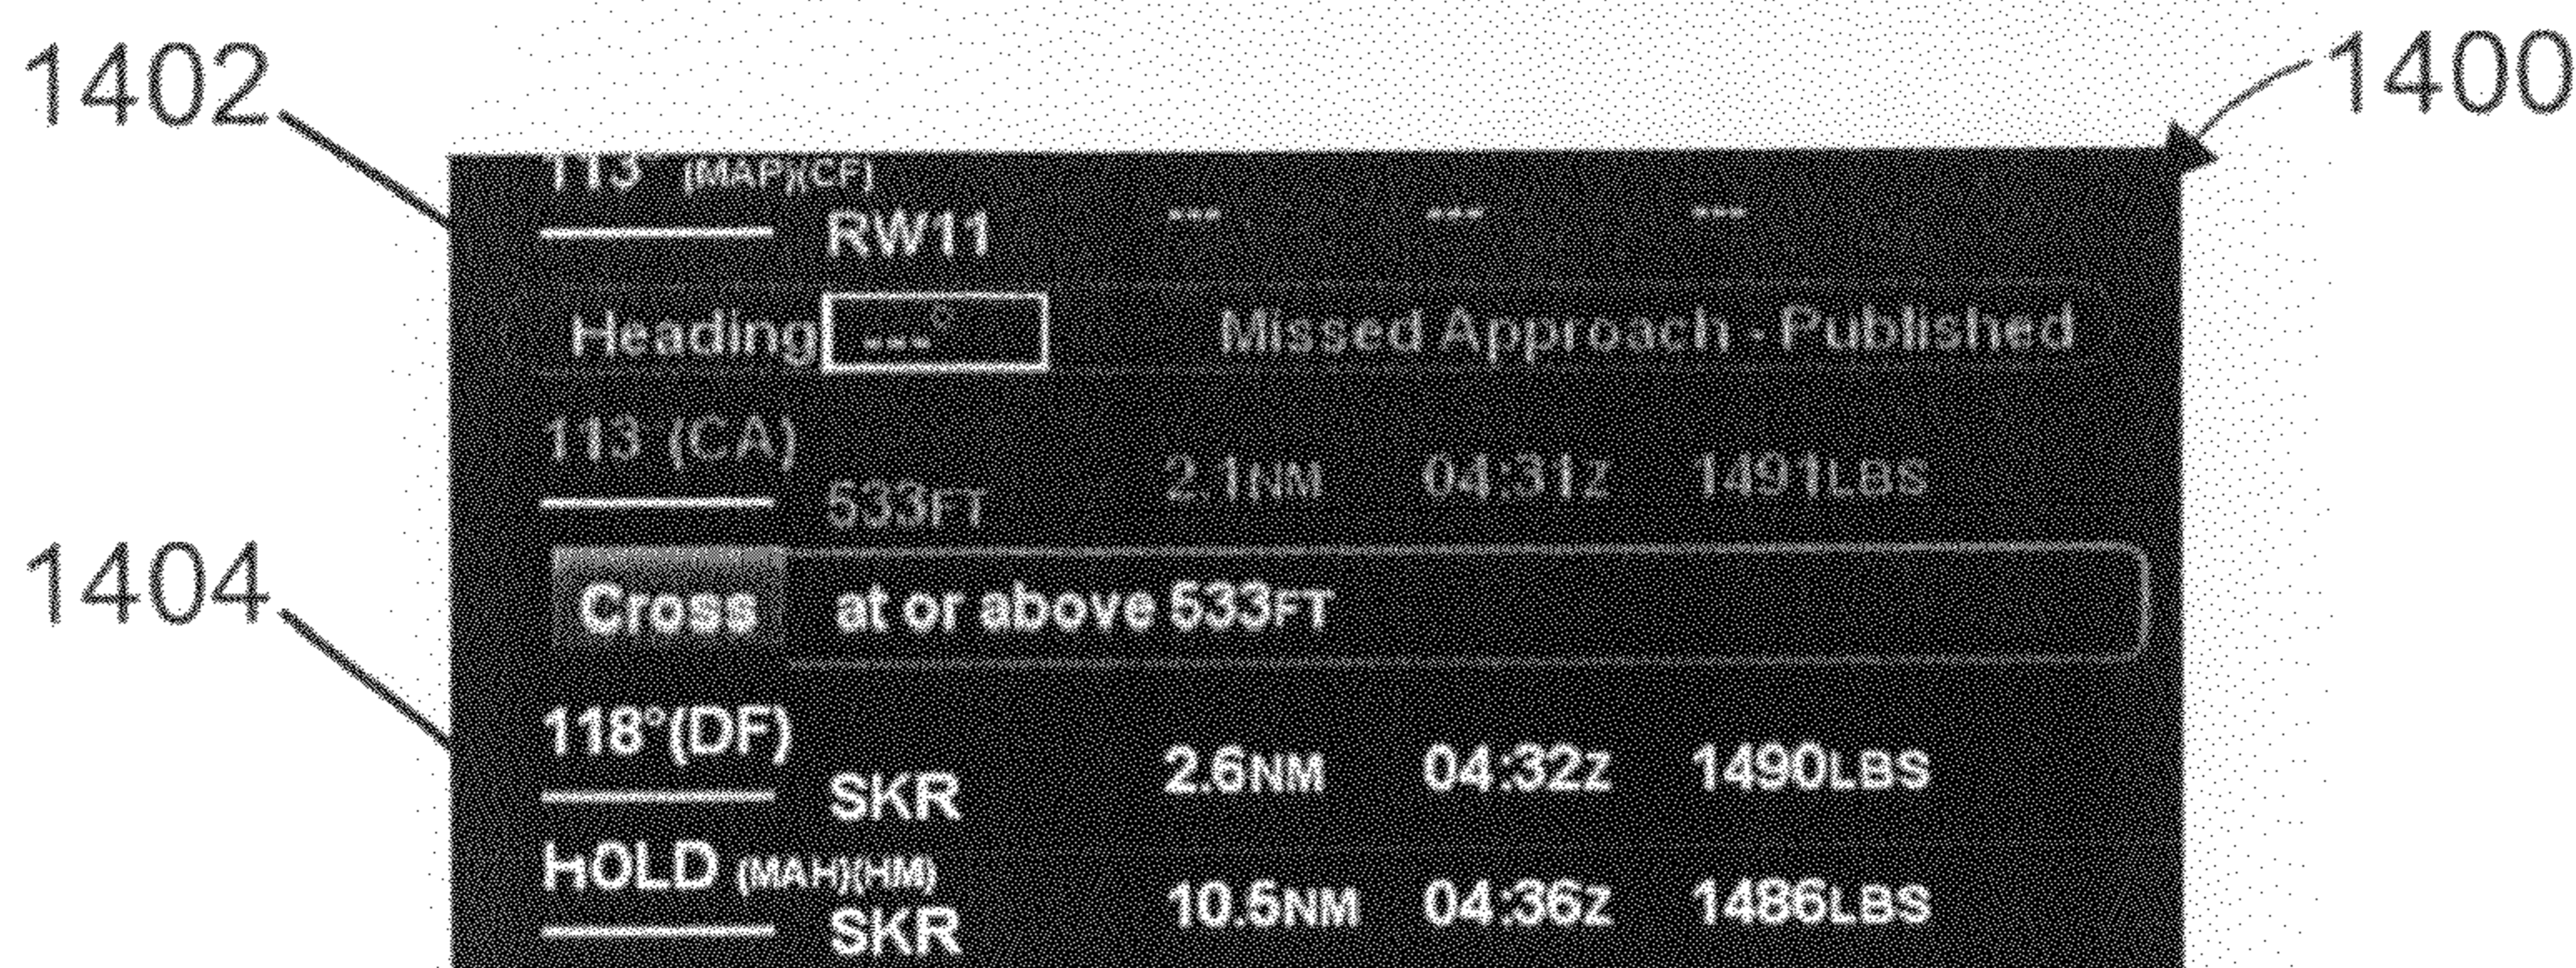 1402
1400
113° (MAP)(CF)
RW11 --- --- ---
Heading ---° Missed Approach - Published
113 (CA)
533FT 2.1NM 04:31Z 1491LBS
Cross at or above 533FT
1404
118°(DF)
SKR 2.6NM 04:32Z 1490LBS
HOLD (MAH)(HM)
SKR 10.5NM 04:36Z 1486LBS